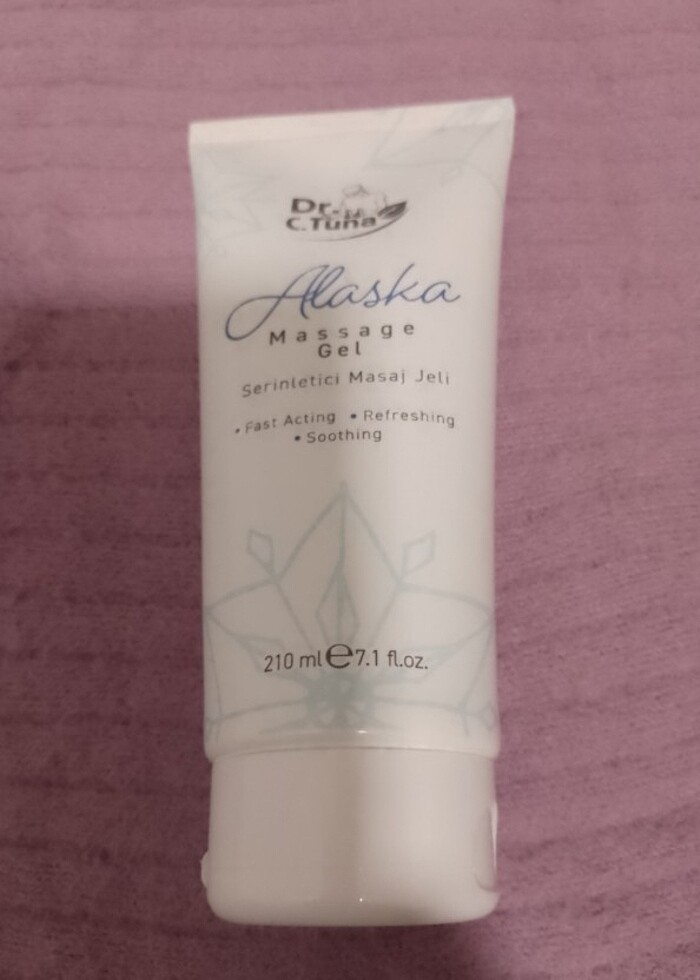 Dr.
C.Tuna
Alaska
Massage
Gel
Serinletici Masaj Jeli
• Fast Acting • Refreshing
• Soothing
210 ml e 7.1 fl.oz.